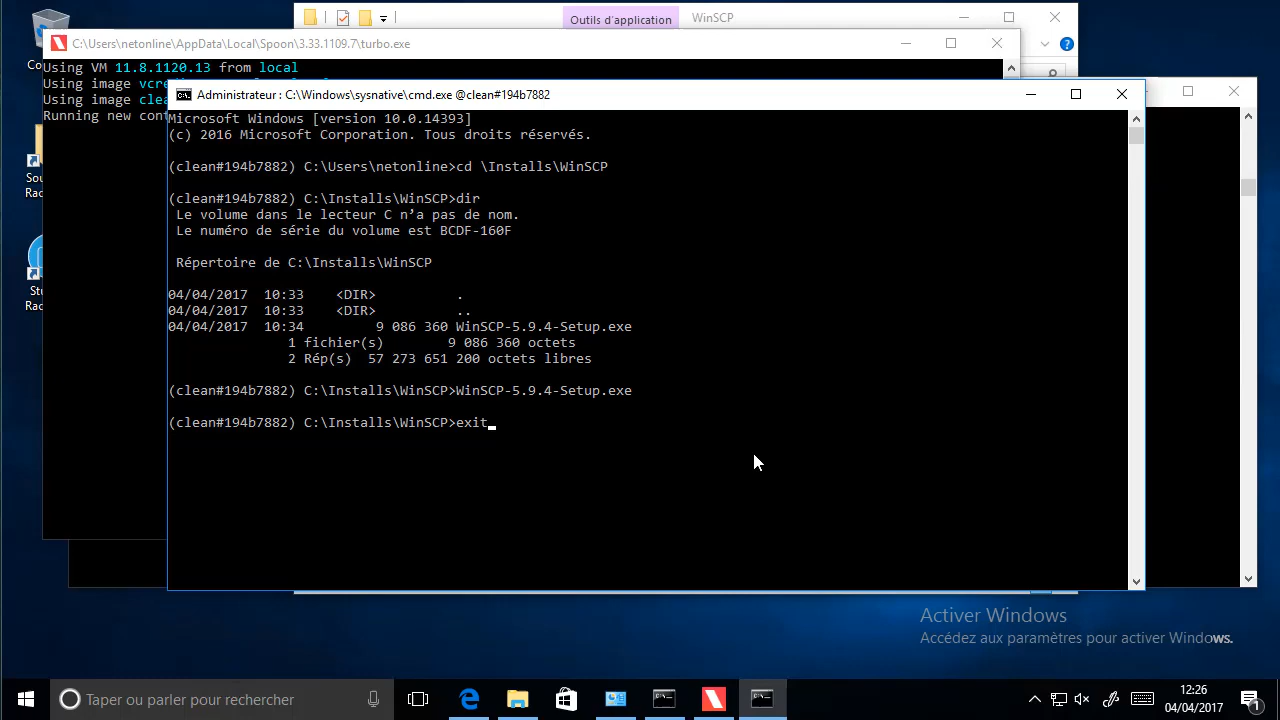 Outils d'application
WinSCP
C:\Users\netonline\AppData\Local\Spoon\3.33.1109.7\turbo.exe
Using VM 11.8.1120.13 from local
Using image
Using image
Running new
Administrateur : C:\Windows\sysnative\cmd.exe @clean#194b7882
Microsoft Windows [version 10.0.14393]
(c) 2016 Microsoft Corporation. Tous droits réservés.
(clean#194b7882) C:\Users\netonline>cd \Installs\WinSCP
(clean#194b7882) C:\Installs\WinSCP>dir
Le volume dans le lecteur C n’a pas de nom.
Le numéro de série du volume est BCDF-160F
Répertoire de C:\Installs\WinSCP
04/04/2017 10:33 <DIR> .
04/04/2017 10:33 <DIR> ..
04/04/2017 10:34 9 086 360 WinSCP-5.9.4-Setup.exe
1 fichier(s) 9 086 360 octets
2 Rép(s) 57 273 651 200 octets libres
(clean#194b7882) C:\Installs\WinSCP>WinSCP-5.9.4-Setup.exe
(clean#194b7882) C:\Installs\WinSCP>exit
Activer Windows
Accédez aux paramètres pour activer Windows.
Taper ou parler pour rechercher
12:26
04/04/2017
1